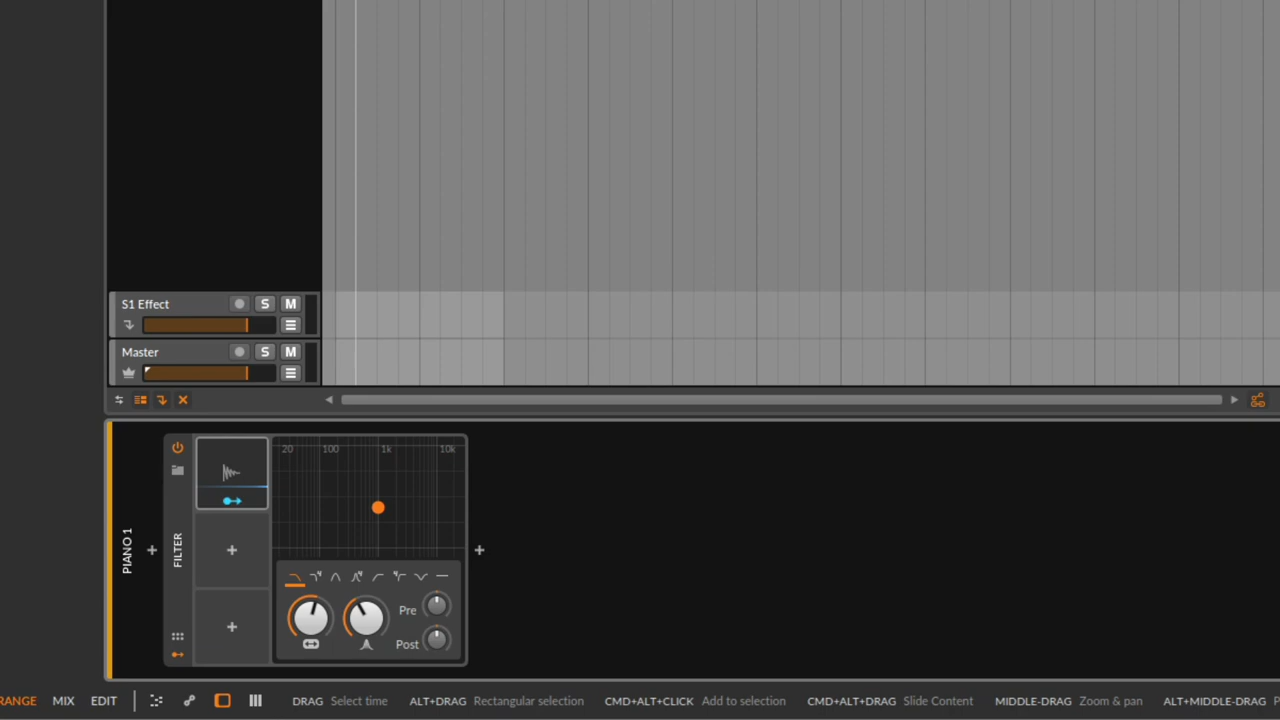 S1 Effect S M
Master S M
20 100 1k 10k
PIANO 1
FILTER
Pre
Post
RANGE MIX EDIT DRAG Select time ALT+DRAG Rectangular selection CMD+ALT+CLICK Add to selection CMD+ALT+DRAG Slide Content MIDDLE-DRAG Zoom & pan ALT+MIDDLE-DRAG